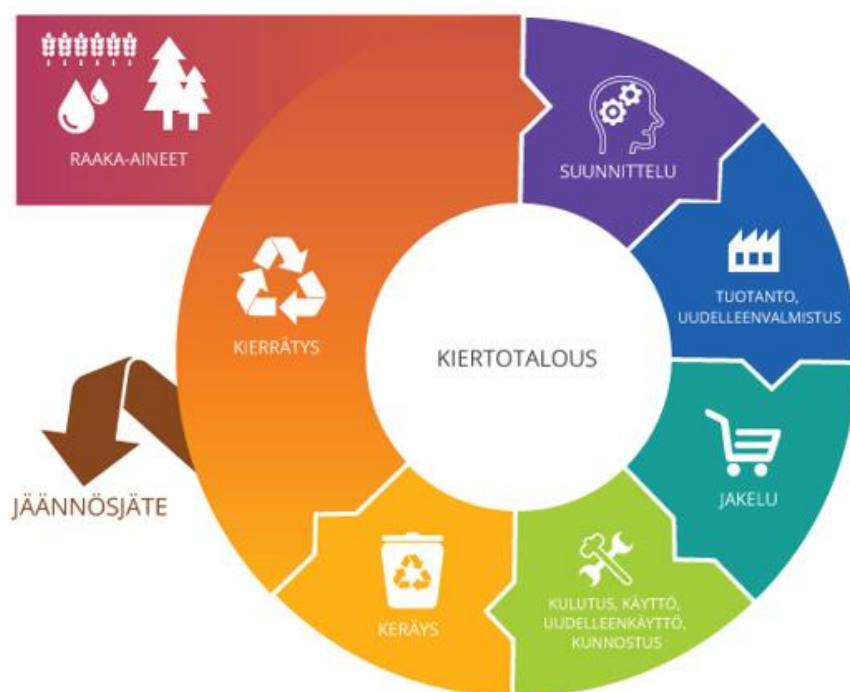 RAAKA-AINEET
SUUNNITTELU
TUOTANTO,
UUDELLEENVALMISTUS
KIERRÄTYS
KIERTOTALOUS
JAKELU
JÄÄNNÖSJÄTE
KULUTUS, KÄYTTÖ,
UUDELLEENKÄYTTÖ,
KUNNOSTUS
KERÄYS